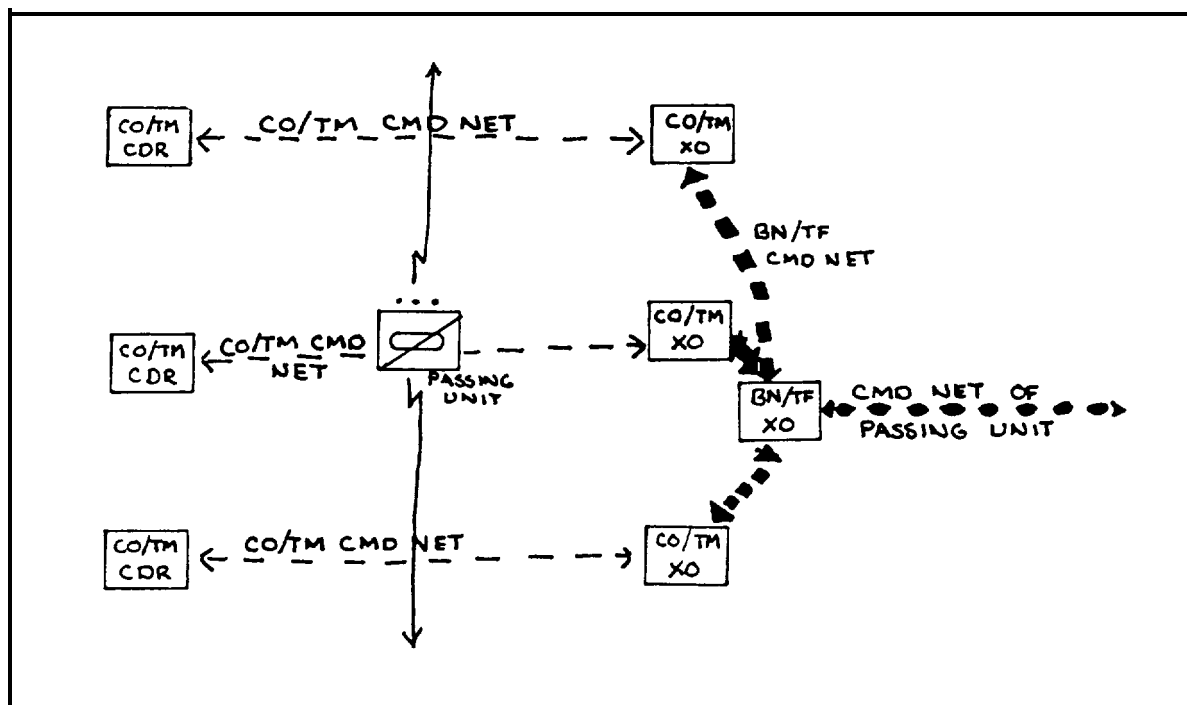 CO/TM
CDR
CO/TM CMD NET
CO/TM
XO
BN/TF
CMD NET
CO/TM
CDR
CO/TM CMD
NET
PASSING
UNIT
CO/TM
XO
BN/TF
XO
CMD NET OF
PASSING UNIT
CO/TM
CDR
CO/TM CMD NET
CO/TM
XO